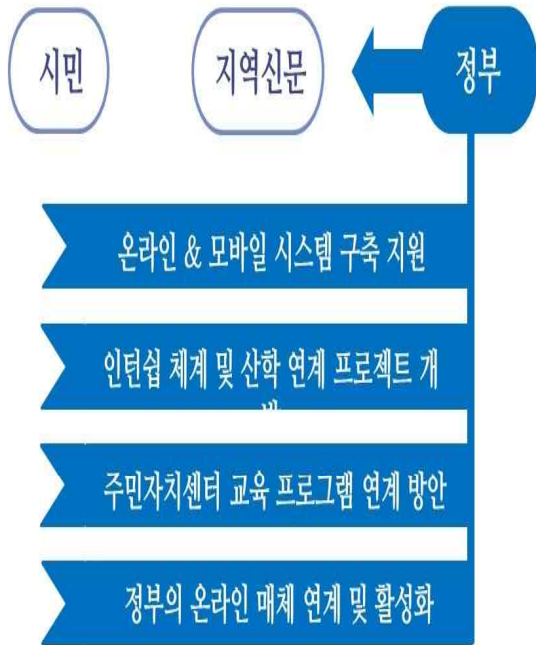 시민
지역신문
정부
온라인 & 모바일 시스템 구축 지원
인턴쉽 체계 및 산학 연계 프로젝트 개
주민자치센터 교육 프로그램 연계 방안
정부의 온라인 매체 연계 및 활성화